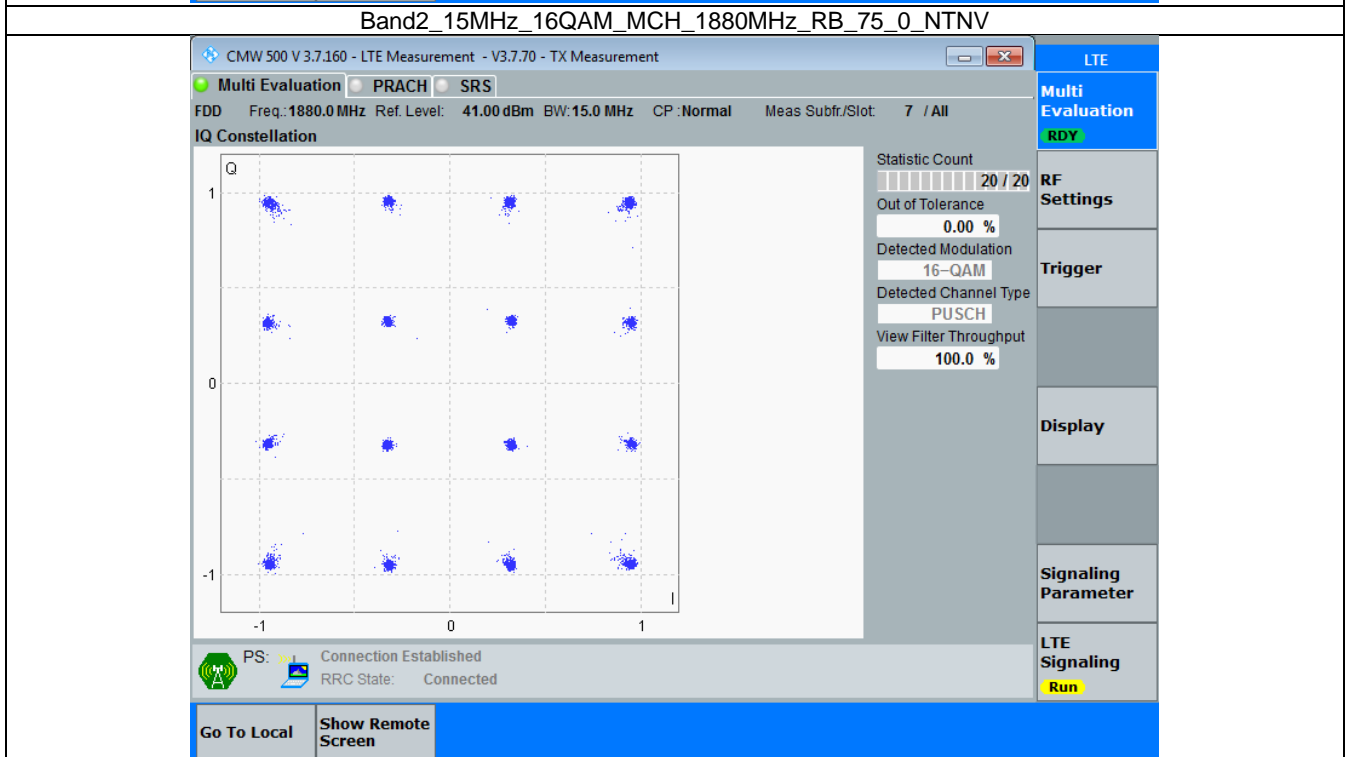 Band2_15MHz_16QAM_MCH_1880MHz_RB_75_0_NTNV
CMW 500 V 3.7.160 - LTE Measurement - V3.7.70 - TX Measurement
LTE
Multi Evaluation PRACH SRS
FDD Freq.:1880.0 MHz Ref. Level: 41.00 dBm BW:15.0 MHz CP :Normal Meas Subfr./Slot: 7 / All
IQ Constellation
Q
1
0
-1
-1 0 1
I
Statistic Count
20 / 20
Out of Tolerance
0.00 %
Detected Modulation
16–QAM
Detected Channel Type
PUSCH
View Filter Throughput
100.0 %
Multi
Evaluation
RDY
RF
Settings
Trigger
Display
Signaling
Parameter
LTE
Signaling
Run
PS:
Connection Established
RRC State: Connected
Go To Local
Show Remote
Screen